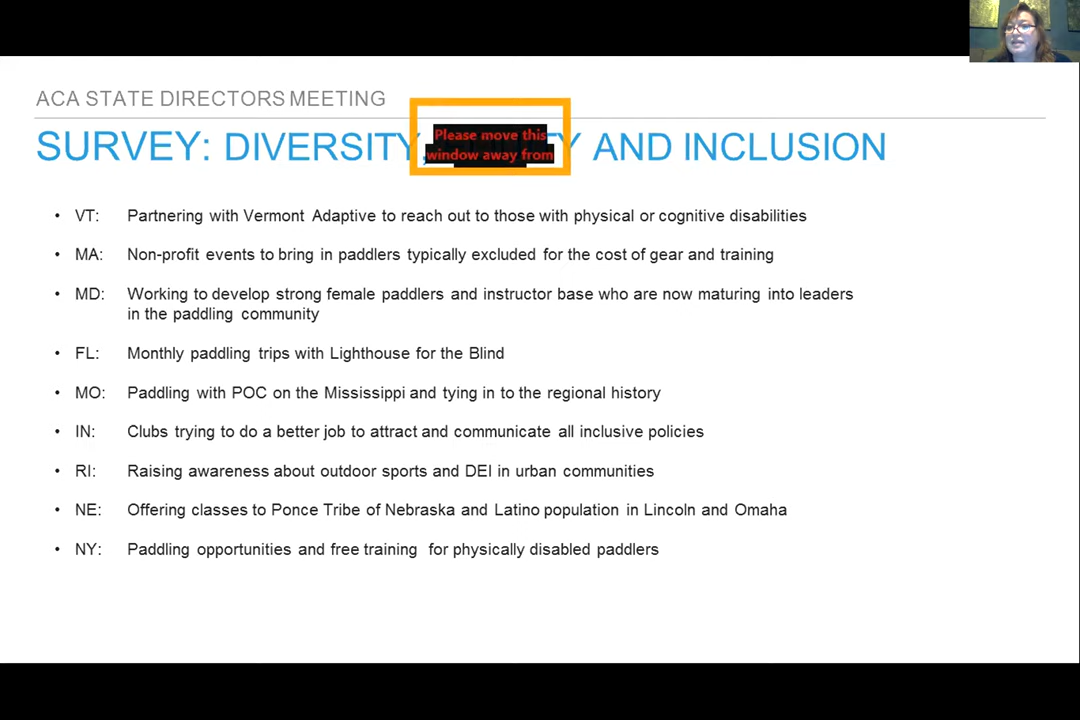 ACA STATE DIRECTORS MEETING
SURVEY: DIVERSITY, AND INCLUSION
Please move this
window away from
• VT: Partnering with Vermont Adaptive to reach out to those with physical or cognitive disabilities
• MA: Non-profit events to bring in paddlers typically excluded for the cost of gear and training
• MD: Working to develop strong female paddlers and instructor base who are now maturing into leaders
in the paddling community
• FL: Monthly paddling trips with Lighthouse for the Blind
• MO: Paddling with POC on the Mississippi and tying in to the regional history
• IN: Clubs trying to do a better job to attract and communicate all inclusive policies
• RI: Raising awareness about outdoor sports and DEI in urban communities
• NE: Offering classes to Ponce Tribe of Nebraska and Latino population in Lincoln and Omaha
• NY: Paddling opportunities and free training for physically disabled paddlers